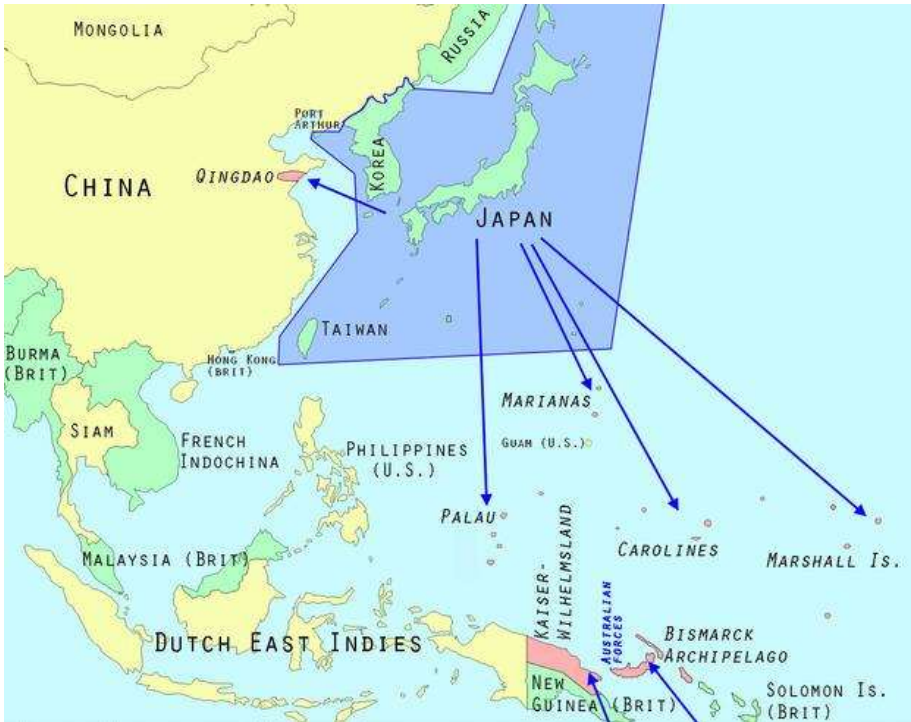 MONGOLIA
RUSSIA
PORT
ARTHUR
KOREA
CHINA
QINGDAO
JAPAN
TAIWAN
HONG KONG
(BRIT)
BURMA
(BRIT)
SIAM
FRENCH
INDOCHINA
PHILIPPINES
(U.S.)
MARIANAS
GUAM (U.S.)
PALAU
CAROLINES
MARSHALL IS.
MALAYSIA (BRIT)
KAISER-
WILHELMSLAND
DUTCH EAST INDIES
AUSTRALIAN
FORCES
BISMARCK
ARCHIPELAGO
NEW
GUINEA (BRIT)
SOLOMON IS.
(BRIT)